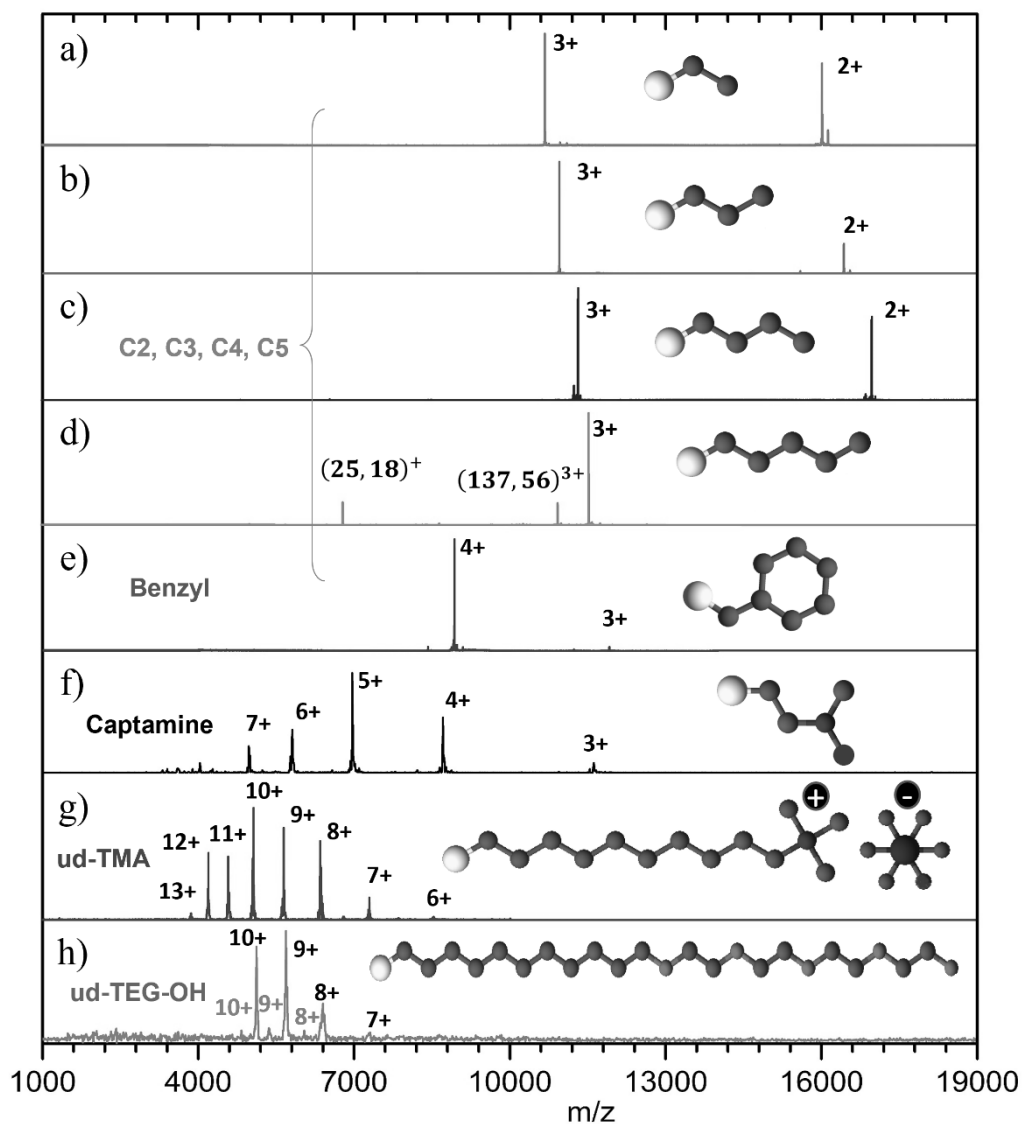 a)
3+
2+
b)
3+
2+
c)
3+
2+
C2, C3, C4, C5
d)
(25, 18)⁺
(137, 56)³⁺
3+
e)
Benzyl
4+
3+
f)
Captamine
7+
6+
5+
4+
3+
g)
ud-TMA
13+
12+
11+
10+
9+
8+
7+
6+
+
-
h)
ud-TEG-OH
10+
10+
9+
9+
8+
8+
7+
1000 4000 7000 10000 13000 16000 19000
m/z